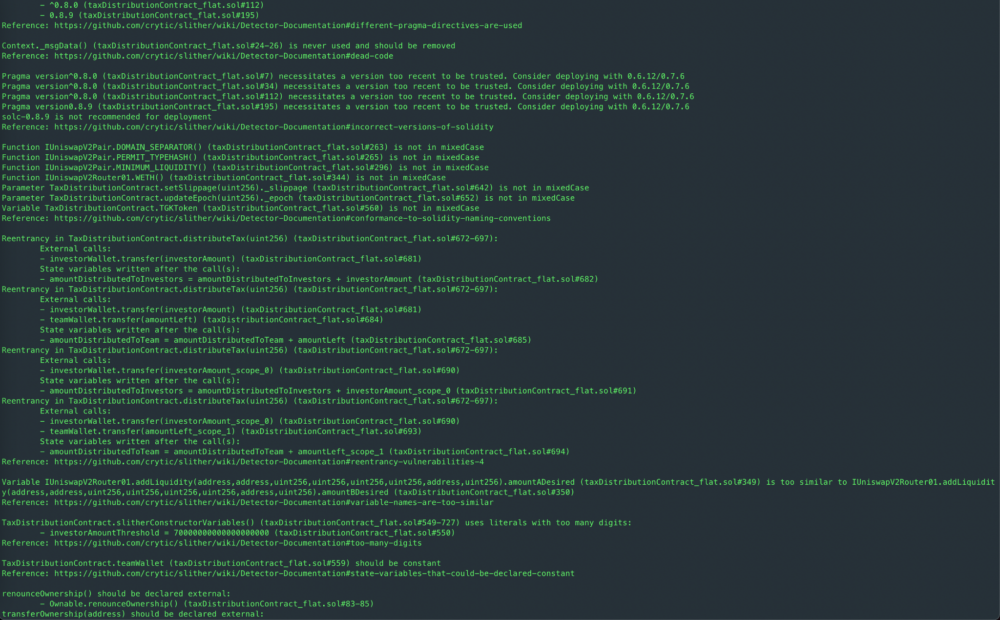 - ^0.8.0 (taxDistributionContract_flat.sol#112)
- 0.8.9 (taxDistributionContract_flat.sol#195)
Reference: https://github.com/crytic/slither/wiki/Detector-Documentation#different-pragma-directives-are-used
Context._msgData() (taxDistributionContract_flat.sol#24-26) is never used and should be removed
Reference: https://github.com/crytic/slither/wiki/Detector-Documentation#dead-code
Pragma version^0.8.0 (taxDistributionContract_flat.sol#7) necessitates a version too recent to be trusted. Consider deploying with 0.6.12/0.7.6
Pragma version^0.8.0 (taxDistributionContract_flat.sol#34) necessitates a version too recent to be trusted. Consider deploying with 0.6.12/0.7.6
Pragma version^0.8.0 (taxDistributionContract_flat.sol#112) necessitates a version too recent to be trusted. Consider deploying with 0.6.12/0.7.6
Pragma version0.8.9 (taxDistributionContract_flat.sol#195) necessitates a version too recent to be trusted. Consider deploying with 0.6.12/0.7.6
solc-0.8.9 is not recommended for deployment
Reference: https://github.com/crytic/slither/wiki/Detector-Documentation#incorrect-versions-of-solidity
Function IUniswapV2Pair.DOMAIN_SEPARATOR() (taxDistributionContract_flat.sol#263) is not in mixedCase
Function IUniswapV2Pair.PERMIT_TYPEHASH() (taxDistributionContract_flat.sol#265) is not in mixedCase
Function IUniswapV2Pair.MINIMUM_LIQUIDITY() (taxDistributionContract_flat.sol#296) is not in mixedCase
Function IUniswapV2Router01.WETH() (taxDistributionContract_flat.sol#344) is not in mixedCase
Parameter TaxDistributionContract.setSlippage(uint256)._slippage (taxDistributionContract_flat.sol#642) is not in mixedCase
Parameter TaxDistributionContract.updateEpoch(uint256)._epoch (taxDistributionContract_flat.sol#652) is not in mixedCase
Variable TaxDistributionContract.TGKToken (taxDistributionContract_flat.sol#560) is not in mixedCase
Reference: https://github.com/crytic/slither/wiki/Detector-Documentation#conformance-to-solidity-naming-conventions
Reentrancy in TaxDistributionContract.distributeTax(uint256) (taxDistributionContract_flat.sol#672-697):
External calls:
- investorWallet.transfer(investorAmount) (taxDistributionContract_flat.sol#681)
State variables written after the call(s):
- amountDistributedToInvestors = amountDistributedToInvestors + investorAmount (taxDistributionContract_flat.sol#682)
Reentrancy in TaxDistributionContract.distributeTax(uint256) (taxDistributionContract_flat.sol#672-697):
External calls:
- investorWallet.transfer(investorAmount) (taxDistributionContract_flat.sol#681)
- teamWallet.transfer(amountLeft) (taxDistributionContract_flat.sol#684)
State variables written after the call(s):
- amountDistributedToTeam = amountDistributedToTeam + amountLeft (taxDistributionContract_flat.sol#685)
Reentrancy in TaxDistributionContract.distributeTax(uint256) (taxDistributionContract_flat.sol#672-697):
External calls:
- investorWallet.transfer(investorAmount_scope_0) (taxDistributionContract_flat.sol#690)
State variables written after the call(s):
- amountDistributedToInvestors = amountDistributedToInvestors + investorAmount_scope_0 (taxDistributionContract_flat.sol#691)
Reentrancy in TaxDistributionContract.distributeTax(uint256) (taxDistributionContract_flat.sol#672-697):
External calls:
- investorWallet.transfer(investorAmount_scope_0) (taxDistributionContract_flat.sol#690)
- teamWallet.transfer(amountLeft_scope_1) (taxDistributionContract_flat.sol#693)
State variables written after the call(s):
- amountDistributedToTeam = amountDistributedToTeam + amountLeft_scope_1 (taxDistributionContract_flat.sol#694)
Reference: https://github.com/crytic/slither/wiki/Detector-Documentation#reentrancy-vulnerabilities-4
Variable IUniswapV2Router01.addLiquidity(address,address,uint256,uint256,uint256,uint256,address,uint256).amountADesired (taxDistributionContract_flat.sol#349) is too similar to IUniswapV2Router01.addLiquidit
y(address,address,uint256,uint256,uint256,uint256,address,uint256).amountBDesired (taxDistributionContract_flat.sol#350)
Reference: https://github.com/crytic/slither/wiki/Detector-Documentation#variable-names-are-too-similar
TaxDistributionContract.slitherConstructorVariables() (taxDistributionContract_flat.sol#549-727) uses literals with too many digits:
- investorAmountThreshold = 70000000000000000000 (taxDistributionContract_flat.sol#550)
Reference: https://github.com/crytic/slither/wiki/Detector-Documentation#too-many-digits
TaxDistributionContract.teamWallet (taxDistributionContract_flat.sol#559) should be constant
Reference: https://github.com/crytic/slither/wiki/Detector-Documentation#state-variables-that-could-be-declared-constant
renounceOwnership() should be declared external:
- Ownable.renounceOwnership() (taxDistributionContract_flat.sol#83-85)
transferOwnership(address) should be declared external: